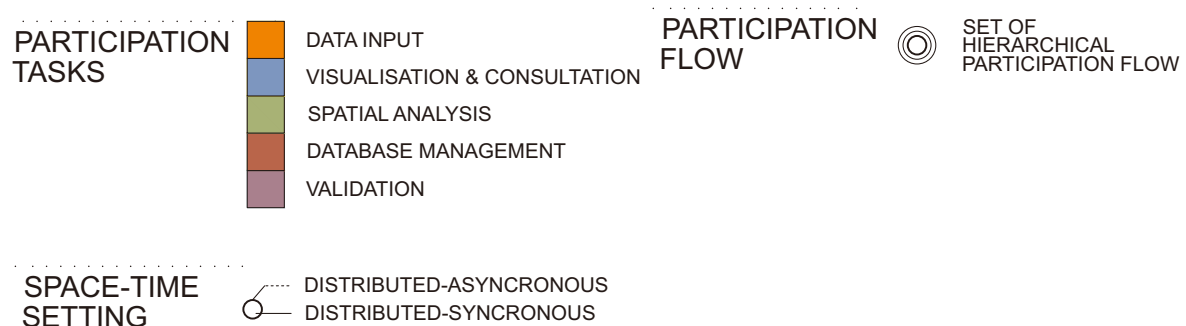 PARTICIPATION
TASKS
DATA INPUT
VISUALISATION & CONSULTATION
SPATIAL ANALYSIS
DATABASE MANAGEMENT
VALIDATION
PARTICIPATION
FLOW
SET OF
HIERARCHICAL
PARTICIPATION FLOW
SPACE-TIME
SETTING
DISTRIBUTED-ASYNCRONOUS
DISTRIBUTED-SYNCRONOUS